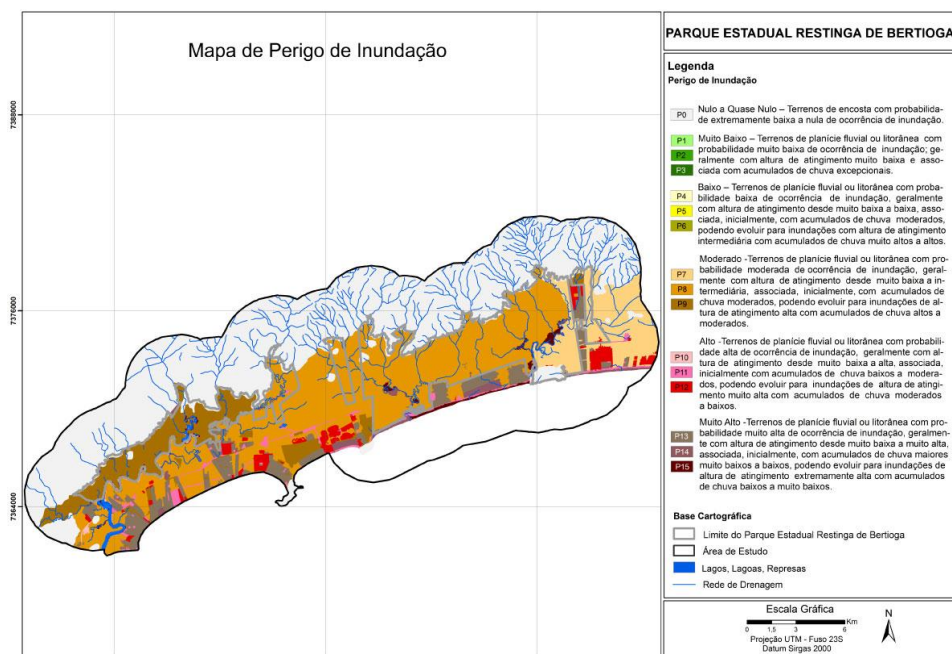 Mapa de Perigo de Inundação
7388000
7376000
7364000
PARQUE ESTADUAL RESTINGA DE BERTIOGA
Legenda
Perigo de Inundação
P0
Nulo a Quase Nulo – Terrenos de encosta com probabilida-
de extremamente baixa a nula de ocorrência de inundação.
P1
P2
P3
Muito Baixo – Terrenos de planície fluvial ou litorânea com
probabilidade muito baixa de ocorrência de inundação; ge-
ralmente com altura de atingimento muito baixa e asso-
ciada com acumulados de chuva excepcionais.
P4
P5
P6
Baixo – Terrenos de planície fluvial ou litorânea com proba-
bilidade baixa de ocorrência de inundação, geralmente
com altura de atingimento desde muito baixa a baixa, asso-
ciada, inicialmente, com acumulados de chuva moderados,
podendo evoluir para inundações com altura de atingimento
intermediária com acumulados de chuva muito altos a altos.
P7
P8
P9
Moderado -Terrenos de planície fluvial ou litorânea com pro-
babilidade moderada de ocorrência de inundação, geral-
mente com altura de atingimento desde muito baixa a in-
termediária, associada, inicialmente, com acumulados de
chuva moderados, podendo evoluir para inundações de al-
tura de atingimento alta com acumulados de chuva altos a
moderados.
P10
P11
P12
Alto -Terrenos de planície fluvial ou litorânea com probabili-
dade alta de ocorrência de inundação, geralmente com al-
tura de atingimento desde muito baixa a alta, associada,
inicialmente com acumulados de chuva baixos a modera-
dos, podendo evoluir para inundações de altura de atingi-
mento muito alta com acumulados de chuva moderados
a baixos.
P13
P14
P15
Muito Alto -Terrenos de planície fluvial ou litorânea com pro-
babilidade muito alta de ocorrência de inundação, geralmen-
te com altura de atingimento desde muito baixa a muito alta,
associada, inicialmente, com acumulados de chuva maiores
muito baixos a baixos, podendo evoluir para inundações de
altura de atingimento extremamente alta com acumulados
de chuva baixos a muito baixos.
Base Cartográfica
Limite do Parque Estadual Restinga de Bertioga
Área de Estudo
Lagos, Lagoas, Represas
Rede de Drenagem
Escala Gráfica
Km
0 1,5 3 6
Projeção UTM - Fuso 23S
Datum Sirgas 2000
N